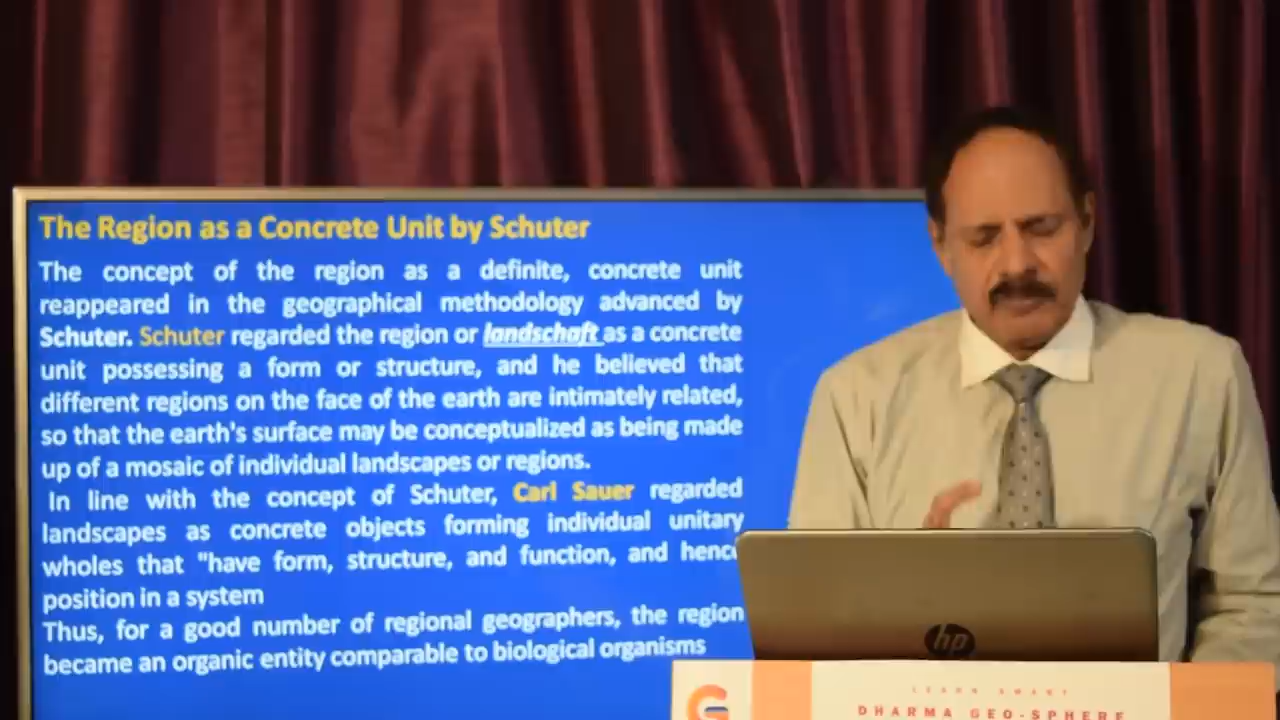 The Region as a Concrete Unit by Schuter
The concept of the region as a definite, concrete unit
reappeared in the geographical methodology advanced by
Schuter. Schuter regarded the region or landschaft as a concrete
unit possessing a form or structure, and he believed that
different regions on the face of the earth are intimately related,
so that the earth's surface may be conceptualized as being made
up of a mosaic of individual landscapes or regions.
In line with the concept of Schuter, Carl Sauer regarded
landscapes as concrete objects forming individual unitary
wholes that "have form, structure, and function, and hence
position in a system
Thus, for a good number of regional geographers, the region
became an organic entity comparable to biological organisms
hp
LEARN SMART
DHARMA GEO-SPHERE